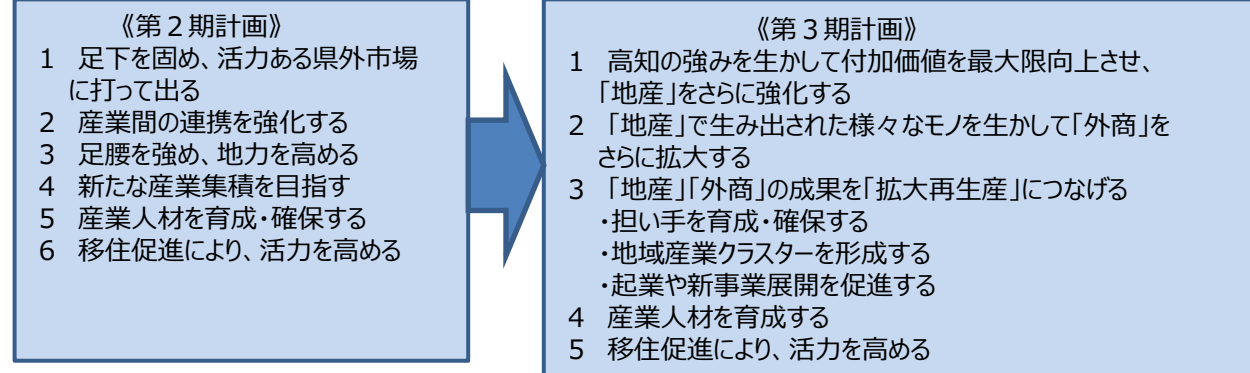 《第２期計画》
1　足下を固め、活力ある県外市場
に打って出る
2　産業間の連携を強化する
3　足腰を強め、地力を高める
4　新たな産業集積を目指す
5　産業人材を育成・確保する
6　移住促進により、活力を高める
《第３期計画》
1　高知の強みを生かして付加価値を最大限向上させ、
「地産」をさらに強化する
2　「地産」で生み出された様々なモノを生かして「外商」を
さらに拡大する
3　「地産」「外商」の成果を「拡大再生産」につなげる
・担い手を育成・確保する
・地域産業クラスターを形成する
・起業や新事業展開を促進する
4　産業人材を育成する
5　移住促進により、活力を高める